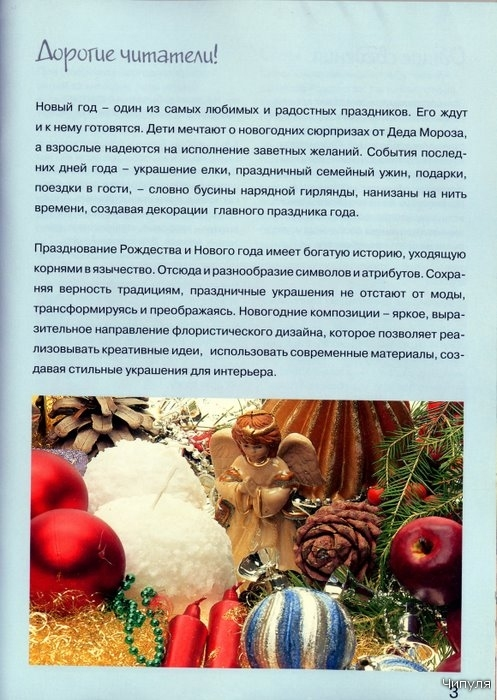 Дорогие читатели!
Новый год – один из самых любимых и радостных праздников. Его ждут
и к нему готовятся. Дети мечтают о новогодних сюрпризах от Деда Мороза,
а взрослые надеются на исполнение заветных желаний. События послед-
них дней года – украшение елки, праздничный семейный ужин, подарки,
поездки в гости, – словно бусины нарядной гирлянды, нанизаны на нить
времени, создавая декорации главного праздника года.
Празднование Рождества и Нового года имеет богатую историю, уходящую
корнями в язычество. Отсюда и разнообразие символов и атрибутов. Сохра-
няя верность традициям, праздничные украшения не отстают от моды,
трансформируясь и преображаясь. Новогодние композиции – яркое, выра-
зительное направление флористического дизайна, которое позволяет реа-
лизовывать креативные идеи, использовать современные материалы, соз-
давая стильные украшения для интерьера.
3
Чипуля